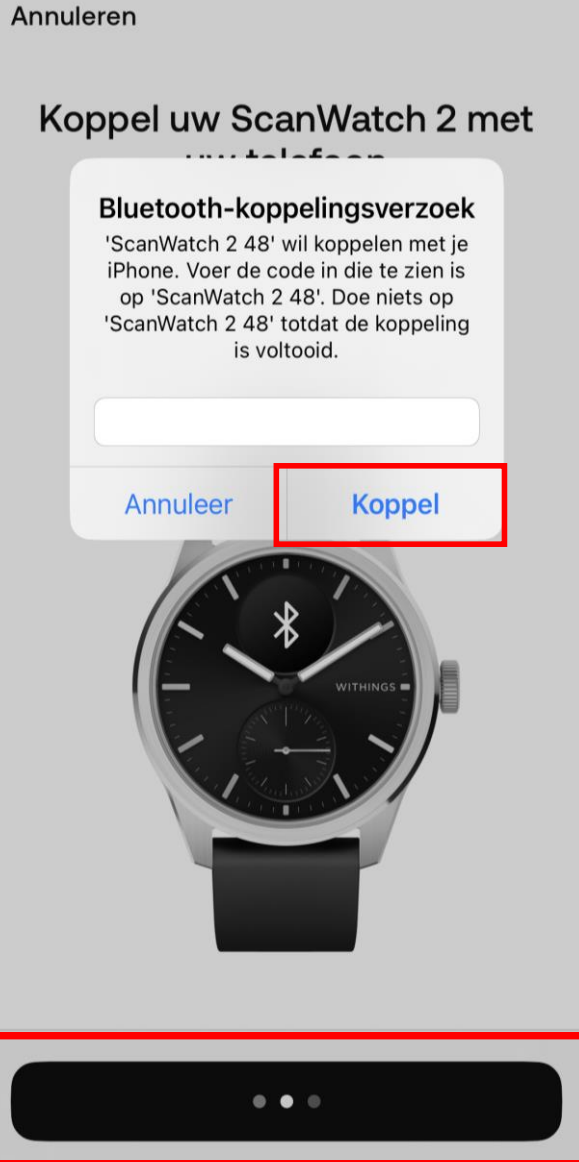 Annuleren
Koppel uw ScanWatch 2 met
uw telefoon
Bluetooth-koppelingsverzoek
'ScanWatch 2 48' wil koppelen met je
iPhone. Voer de code in die te zien is
op 'ScanWatch 2 48'. Doe niets op
'ScanWatch 2 48' totdat de koppeling
is voltooid.
Annuleer
Koppel
WITHINGS